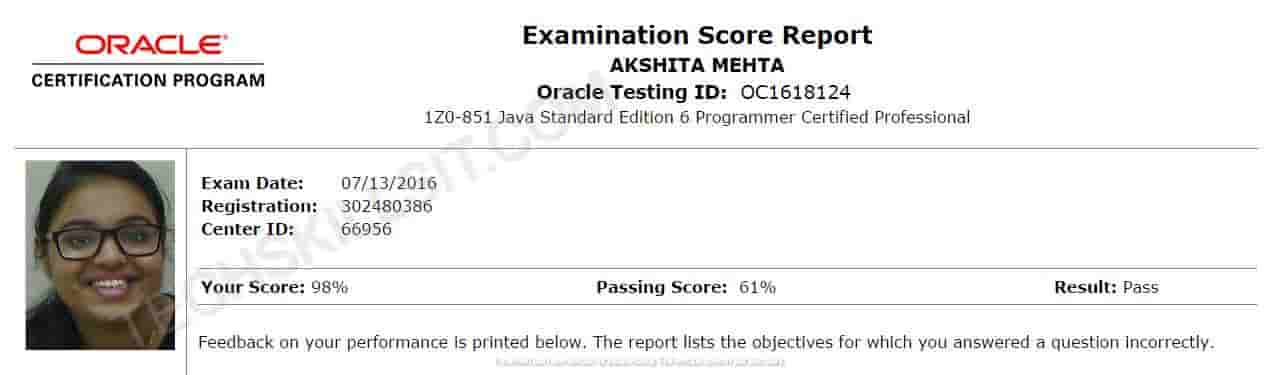 ORACLE®
CERTIFICATION PROGRAM
Examination Score Report
AKSHITA MEHTA
Oracle Testing ID: OC1618124
1Z0-851 Java Standard Edition 6 Programmer Certified Professional
Exam Date: 07/13/2016
Registration: 302480386
Center ID: 66956
Your Score: 98% Passing Score: 61% Result: Pass
Feedback on your performance is printed below. The report lists the objectives for which you answered a question incorrectly.
TECHSKILLSIT.COM